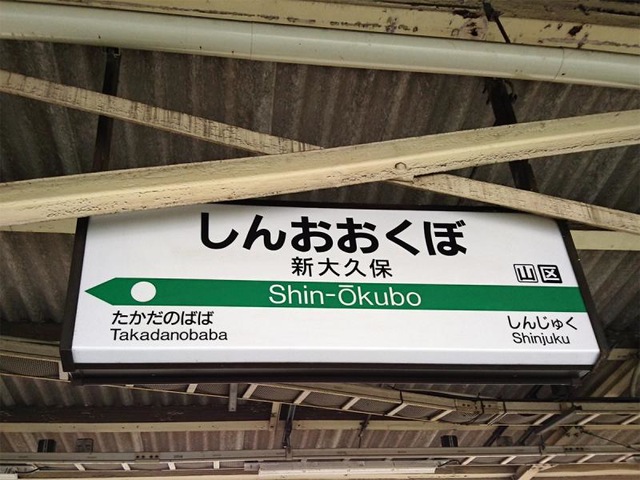 しんおおくぼ
新大久保
山 区
Shin-Ōkubo
たかだのばば
Takadanobaba
しんじゅく
Shinjuku